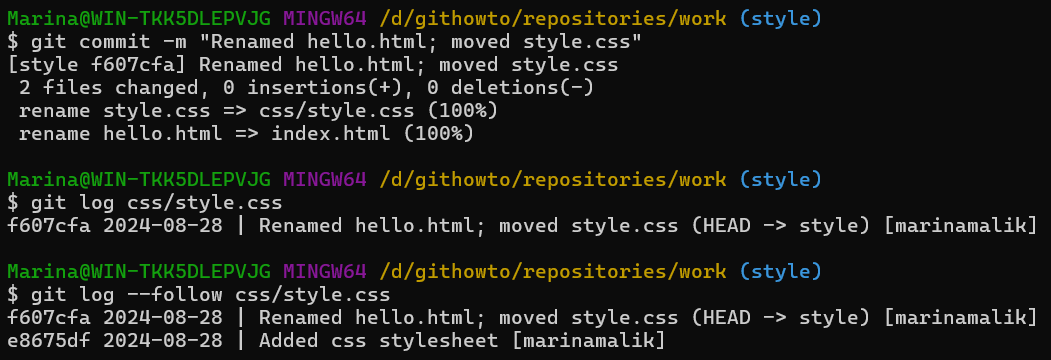 Marina@WIN-TKK5DLEPVJG MINGW64 /d/githowto/repositories/work (style)
$ git commit -m "Renamed hello.html; moved style.css"
[style f607cfa] Renamed hello.html; moved style.css
 2 files changed, 0 insertions(+), 0 deletions(-)
 rename style.css => css/style.css (100%)
 rename hello.html => index.html (100%)

Marina@WIN-TKK5DLEPVJG MINGW64 /d/githowto/repositories/work (style)
$ git log css/style.css
f607cfa 2024-08-28 | Renamed hello.html; moved style.css (HEAD -> style) [marinamalik]

Marina@WIN-TKK5DLEPVJG MINGW64 /d/githowto/repositories/work (style)
$ git log --follow css/style.css
f607cfa 2024-08-28 | Renamed hello.html; moved style.css (HEAD -> style) [marinamalik]
e8675df 2024-08-28 | Added css stylesheet [marinamalik]